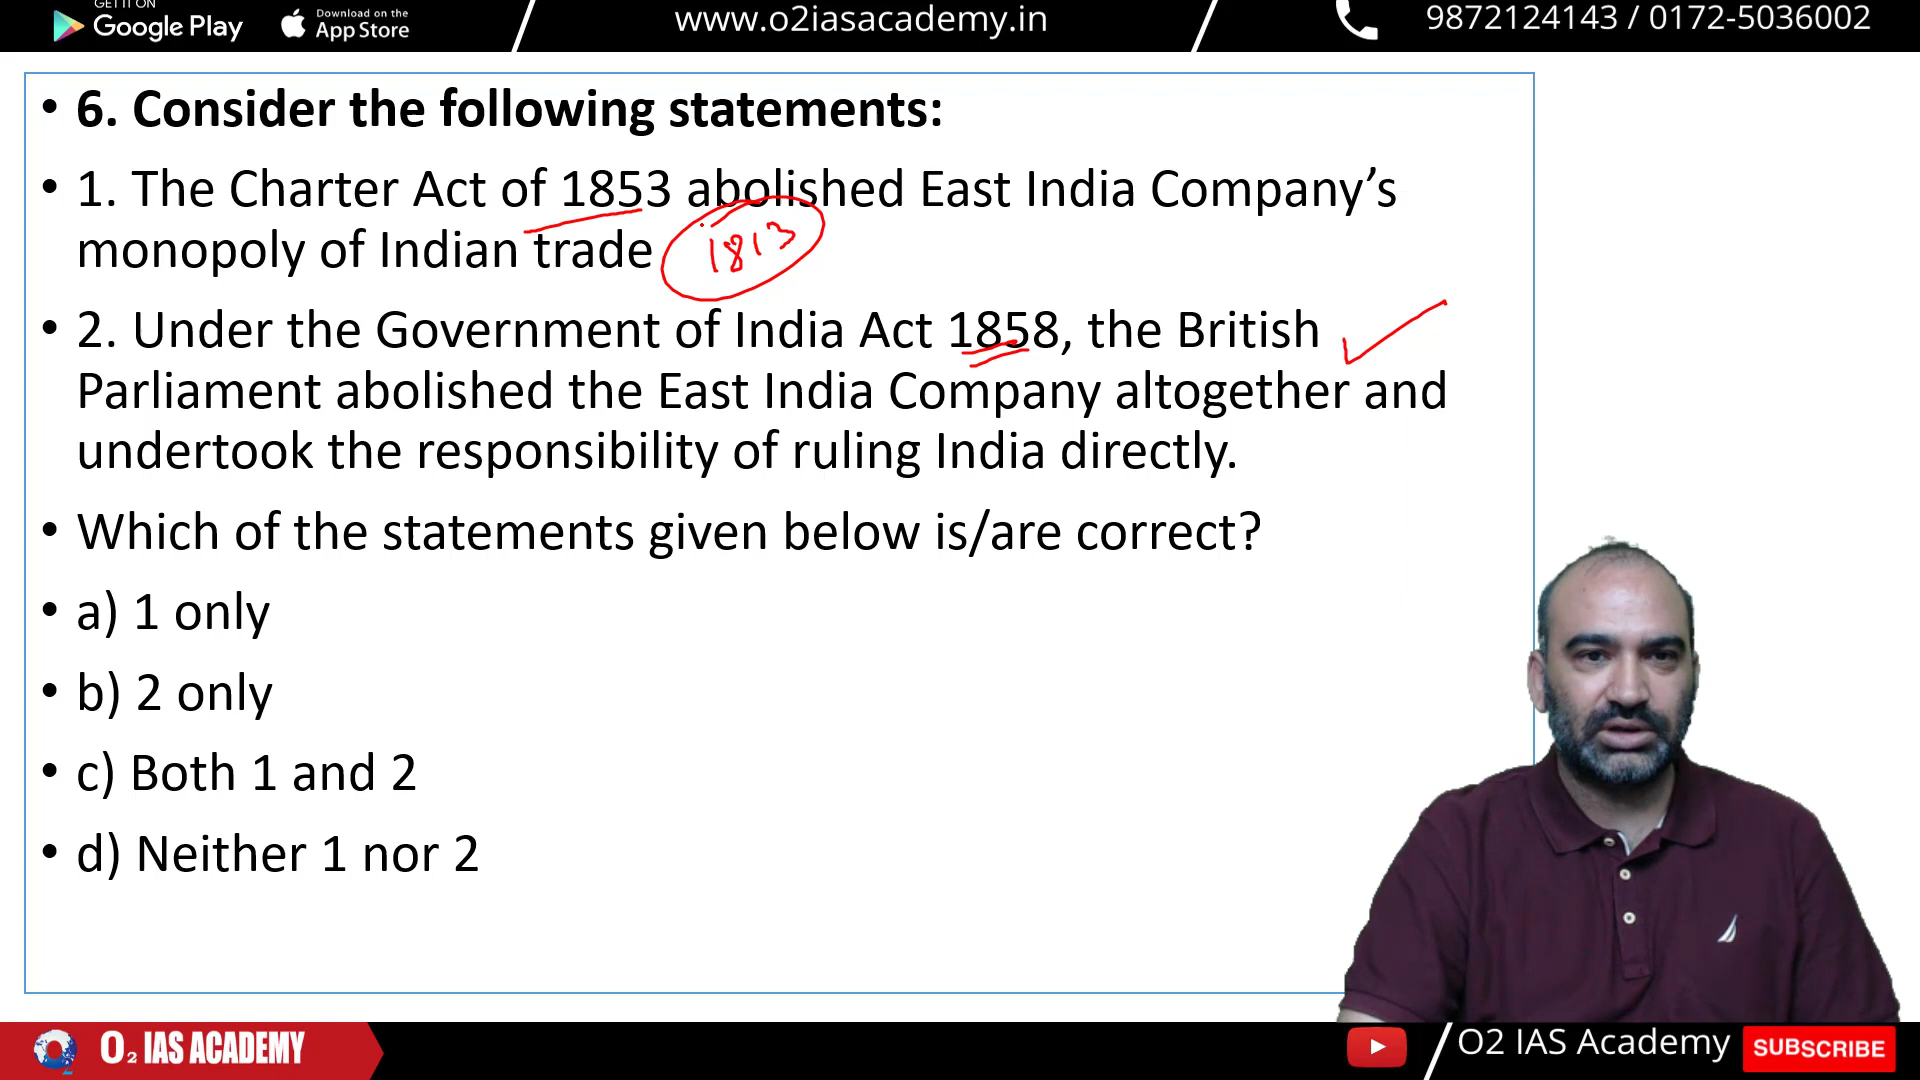 GET IT ON
Google Play
Download on the
App Store
www.o2iasacademy.in
9872124143 / 0172-5036002
• 6. Consider the following statements:
• 1. The Charter Act of 1853 abolished East India Company’s
monopoly of Indian trade 1813
• 2. Under the Government of India Act 1858, the British
Parliament abolished the East India Company altogether and
undertook the responsibility of ruling India directly.
• Which of the statements given below is/are correct?
• a) 1 only
• b) 2 only
• c) Both 1 and 2
• d) Neither 1 nor 2
O2 IAS ACADEMY
O2 IAS Academy
SUBSCRIBE